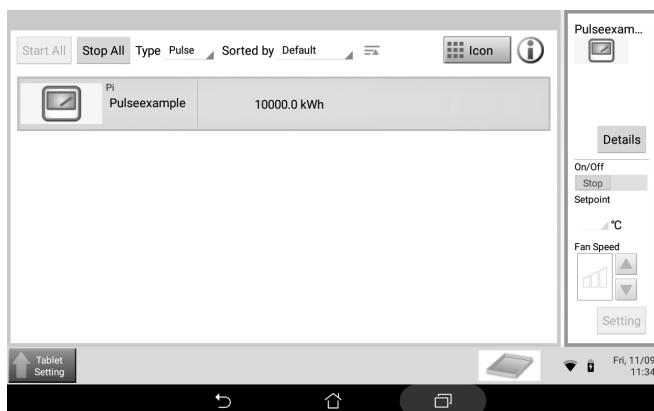 Start All Stop All Type Pulse Sorted by Default Icon
Pi
Pulseexample 10000.0 kWh
Pulseexam...
Details
On/Off
Stop
Setpoint
℃
Fan Speed
Setting
Tablet
Setting
Fri, 11/09
11:34